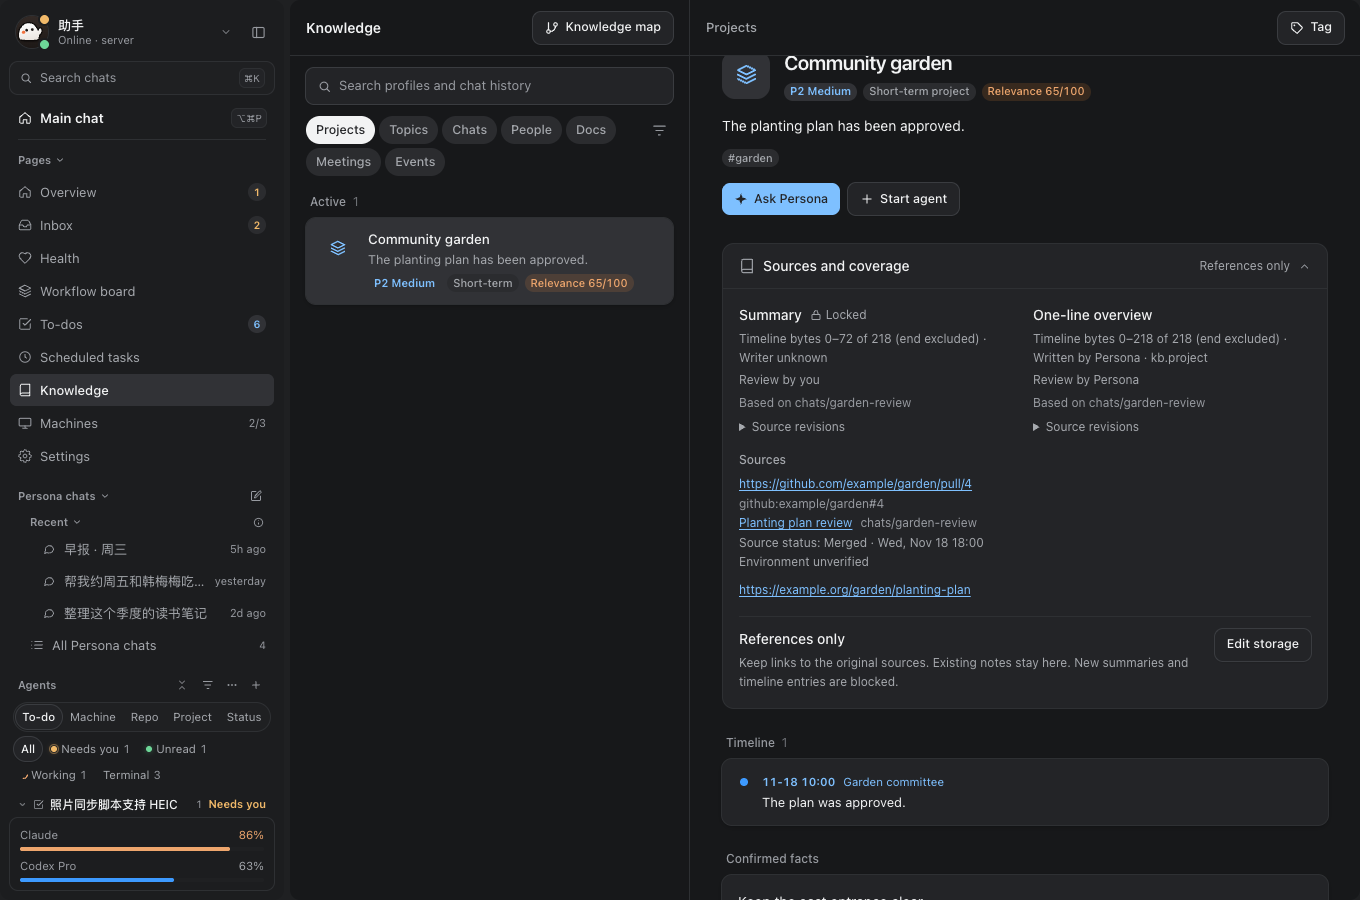 助手
Online · server
Search chats
⌘K
Main chat
⌥⌘P
Pages
Overview
1
Inbox
2
Health
Workflow board
To-dos
6
Scheduled tasks
Knowledge
Machines
2/3
Settings
Persona chats
Recent
早报 · 周三
5h ago
帮我约周五和韩梅梅吃...
yesterday
整理这个季度的读书笔记
2d ago
All Persona chats
4
Agents
To-do
Machine
Repo
Project
Status
All
Needs you 1
Unread 1
Working 1
Terminal 3
照片同步脚本支持 HEIC
1 Needs you
Claude
86%
Codex Pro
63%
Knowledge
Knowledge map
Search profiles and chat history
Projects
Topics
Chats
People
Docs
Meetings
Events
Active 1
Community garden
The planting plan has been approved.
P2 Medium
Short-term
Relevance 65/100
Projects
Tag
Community garden
P2 Medium
Short-term project
Relevance 65/100
The planting plan has been approved.
#garden
Ask Persona
Start agent
Sources and coverage
References only
Summary
Locked
Timeline bytes 0–72 of 218 (end excluded) ·
Writer unknown
Review by you
Based on chats/garden-review
Source revisions
One-line overview
Timeline bytes 0–218 of 218 (end excluded) ·
Written by Persona · kb.project
Review by Persona
Based on chats/garden-review
Source revisions
Sources
https://github.com/example/garden/pull/4
github:example/garden#4
Planting plan review chats/garden-review
Source status: Merged · Wed, Nov 18 18:00
Environment unverified
https://example.org/garden/planting-plan
References only
Keep links to the original sources. Existing notes stay here. New summaries and
timeline entries are blocked.
Edit storage
Timeline 1
11-18 10:00 Garden committee
The plan was approved.
Confirmed facts
Keep the east entrance clear